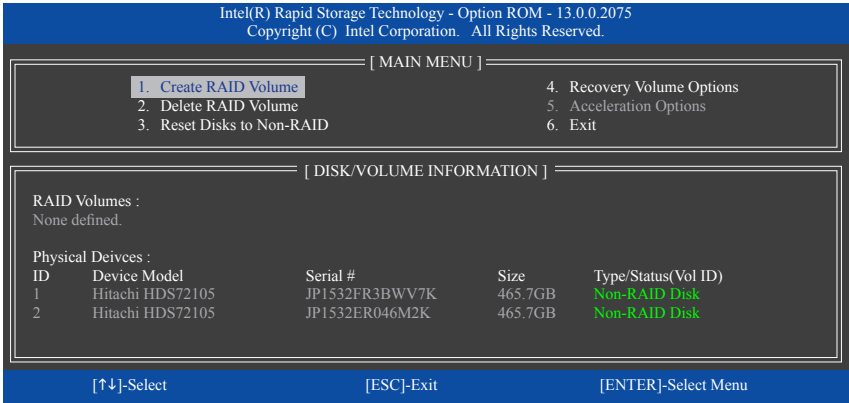 Intel(R) Rapid Storage Technology - Option ROM - 13.0.0.2075
Copyright (C) Intel Corporation. All Rights Reserved.
[ MAIN MENU ]
1. Create RAID Volume
2. Delete RAID Volume
3. Reset Disks to Non-RAID
4. Recovery Volume Options
5. Acceleration Options
6. Exit
[ DISK/VOLUME INFORMATION ]
RAID Volumes :
None defined.
Physical Deivces :
ID Device Model Serial # Size Type/Status(Vol ID)
1 Hitachi HDS72105 JP1532FR3BWV7K 465.7GB Non-RAID Disk
2 Hitachi HDS72105 JP1532ER046M2K 465.7GB Non-RAID Disk
[↑↓]-Select [ESC]-Exit [ENTER]-Select Menu